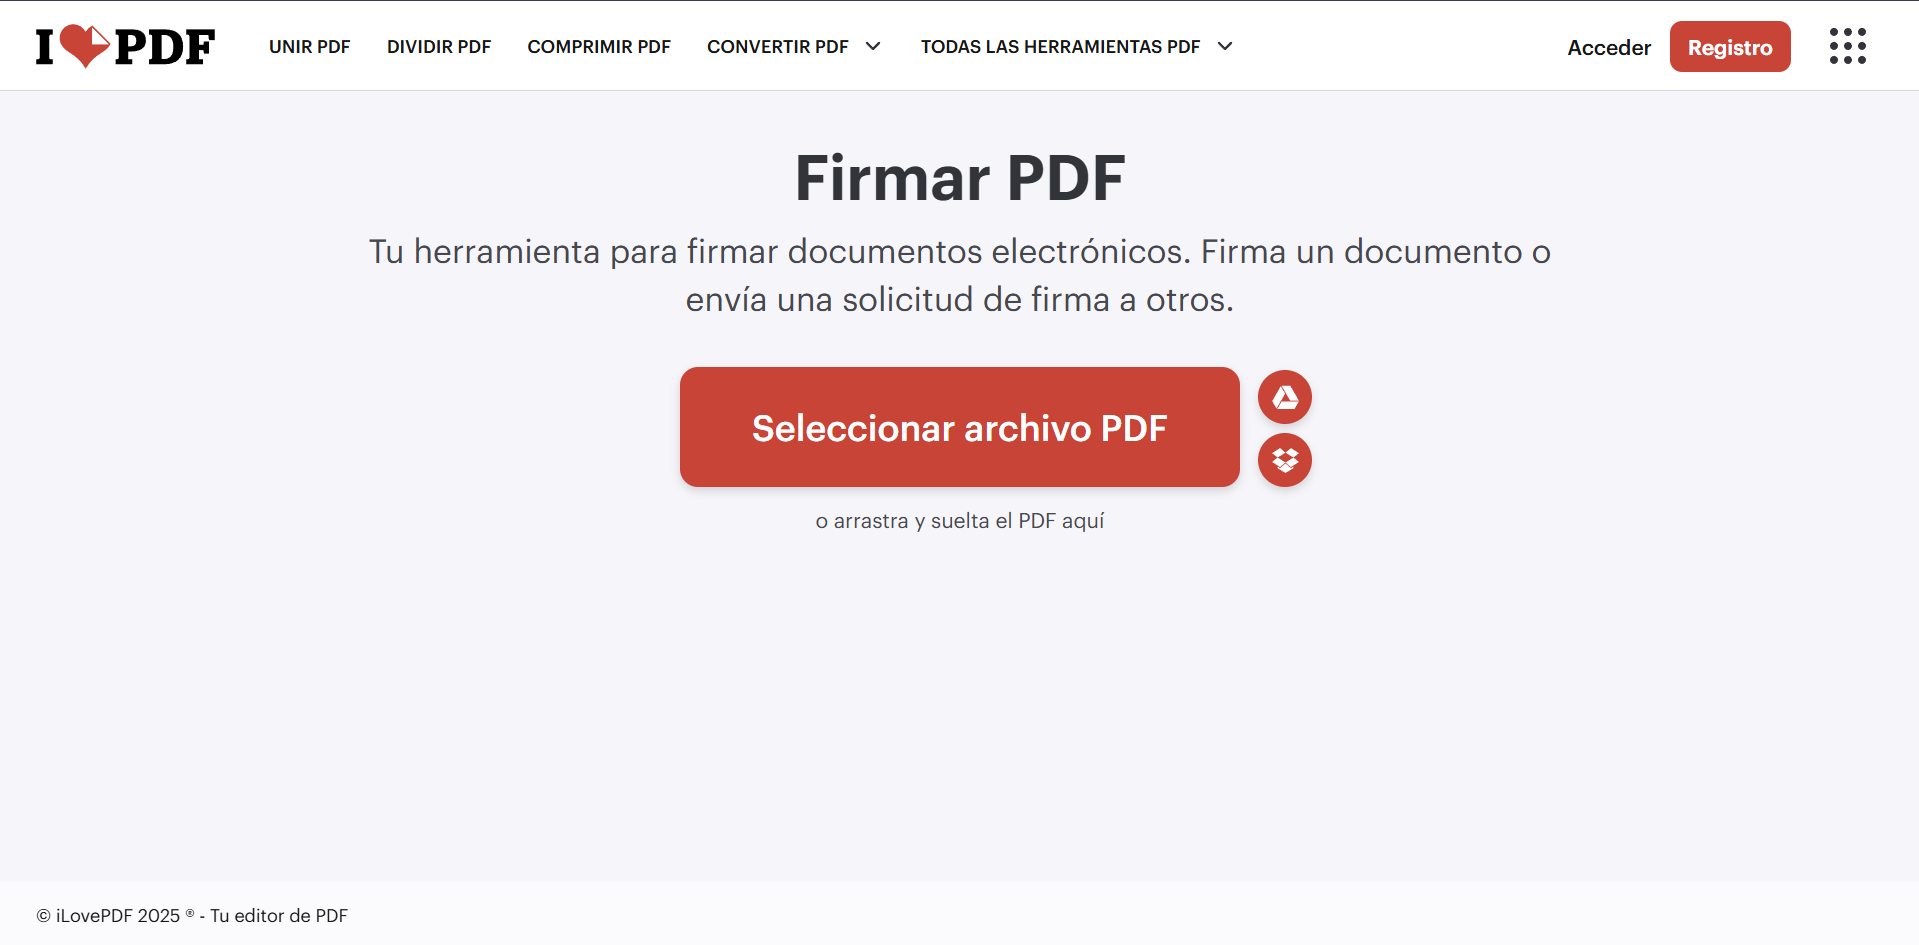 I PDF
UNIR PDF
DIVIDIR PDF
COMPRIMIR PDF
CONVERTIR PDF
TODAS LAS HERRAMIENTAS PDF
Acceder
Registro
Firmar PDF
Tu herramienta para firmar documentos electrónicos. Firma un documento o
envía una solicitud de firma a otros.
Seleccionar archivo PDF
o arrastra y suelta el PDF aquí
© iLovePDF 2025 ® - Tu editor de PDF